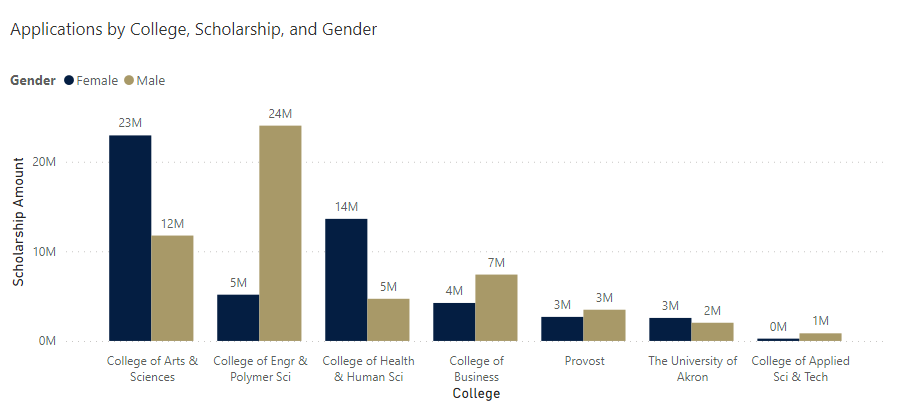 Applications by College, Scholarship, and Gender
Gender Female Male
23M
12M
5M
24M
14M
5M
4M
7M
3M
3M
3M
2M
0M
1M
20M
10M
0M
Scholarship Amount
College of Arts &
Sciences
College of Engr &
Polymer Sci
College of Health
& Human Sci
College of
Business
Provost
The University of
Akron
College of Applied
Sci & Tech
College